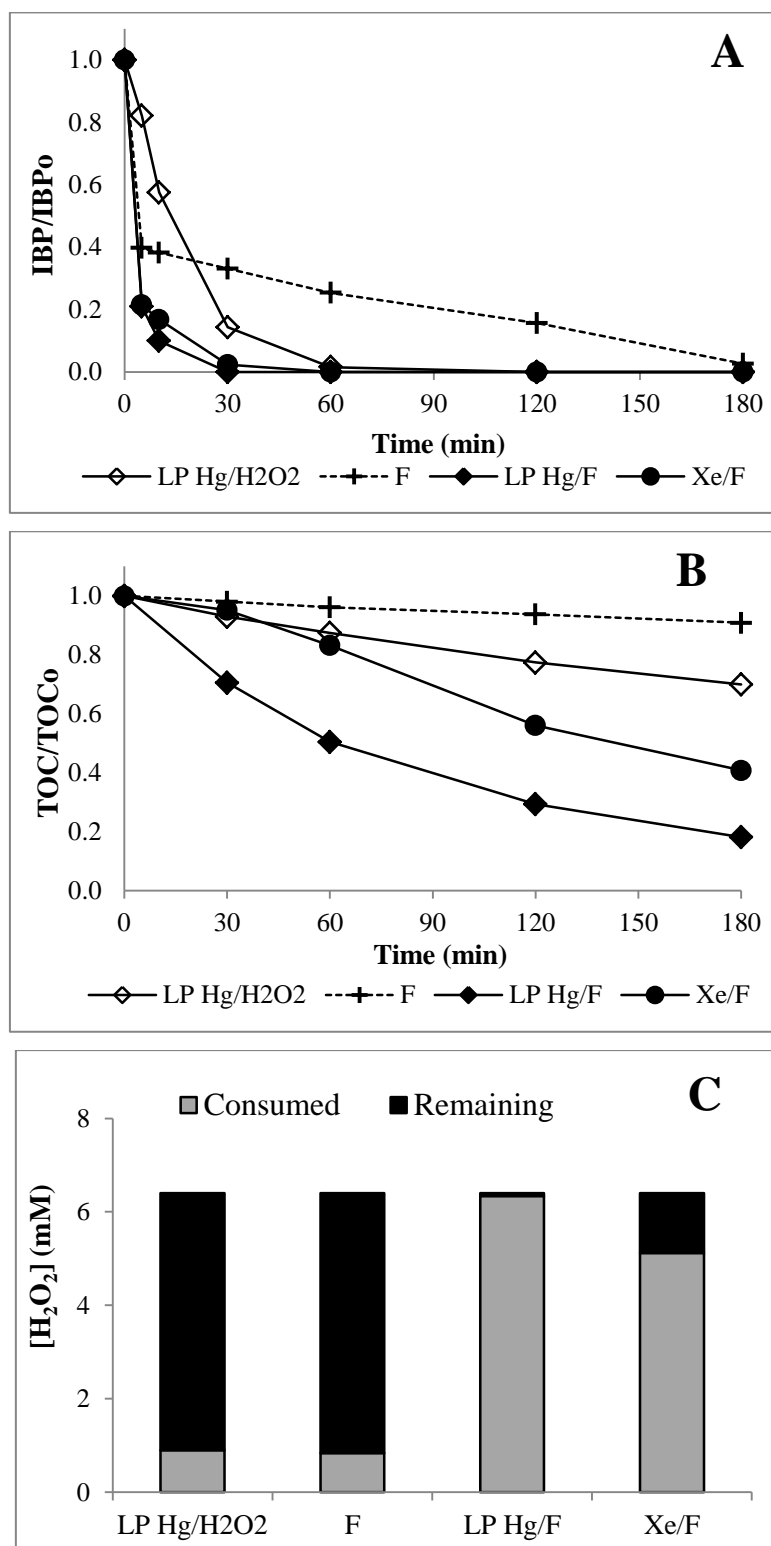 A
1.0
0.8
0.6
0.4
0.2
0.0
IBP/IBPo
0 30 60 90 120 150 180
Time (min)
LP Hg/H2O2 F LP Hg/F Xe/F
B
1.0
0.8
0.6
0.4
0.2
0.0
TOC/TOCo
0 30 60 90 120 150 180
Time (min)
LP Hg/H2O2 F LP Hg/F Xe/F
C
Consumed Remaining
8
6
4
2
0
[H₂O₂] (mM)
LP Hg/H2O2 F LP Hg/F Xe/F